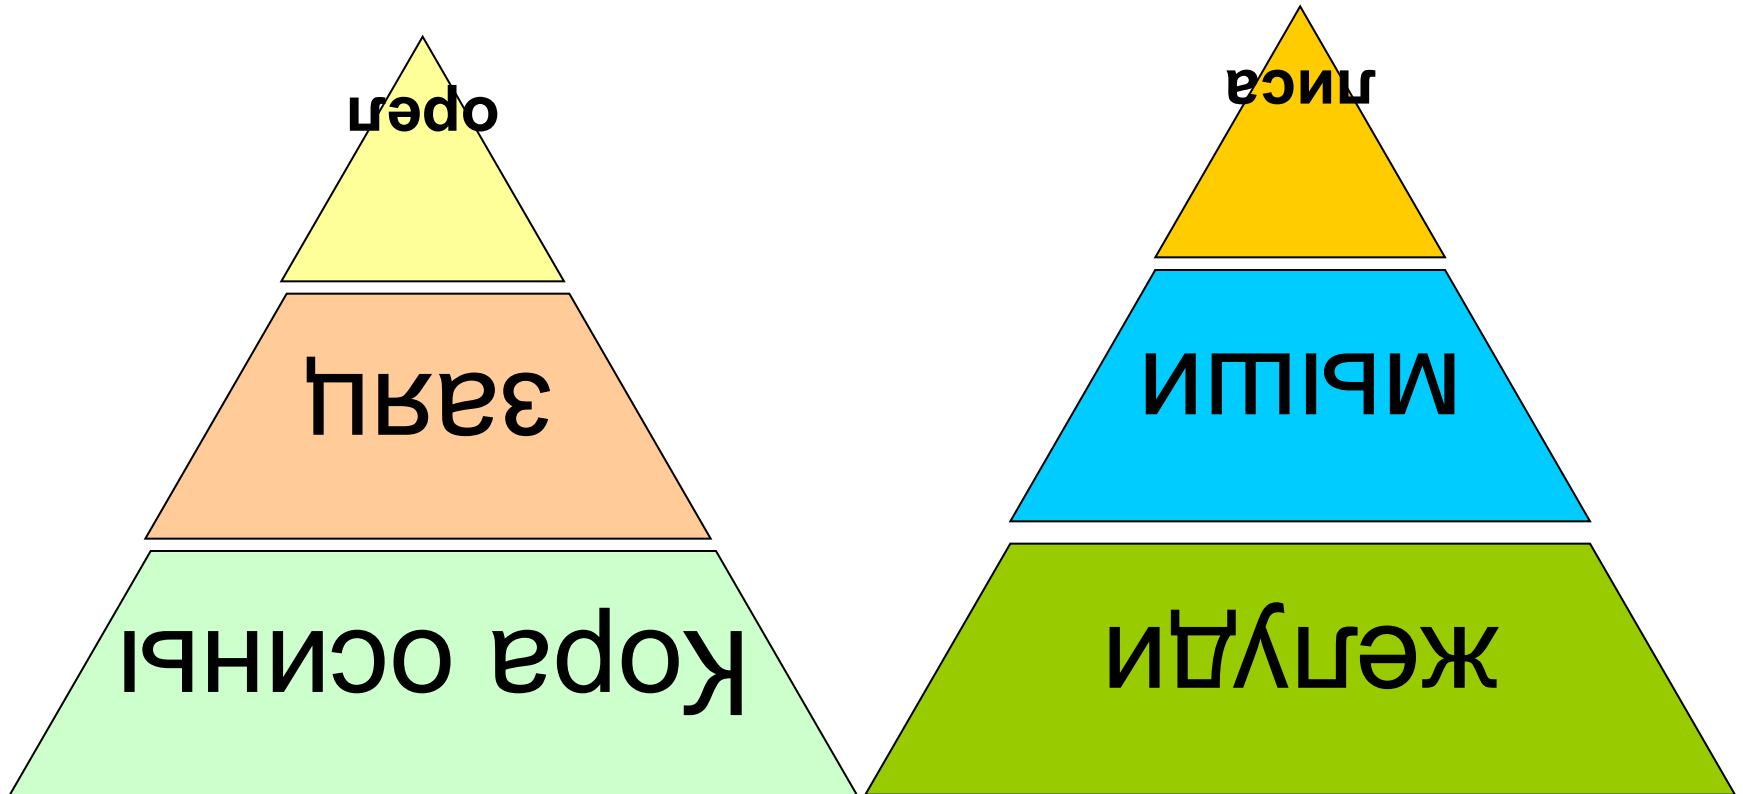 орел
заяц
Кора осины
лиса
мыши
желуди